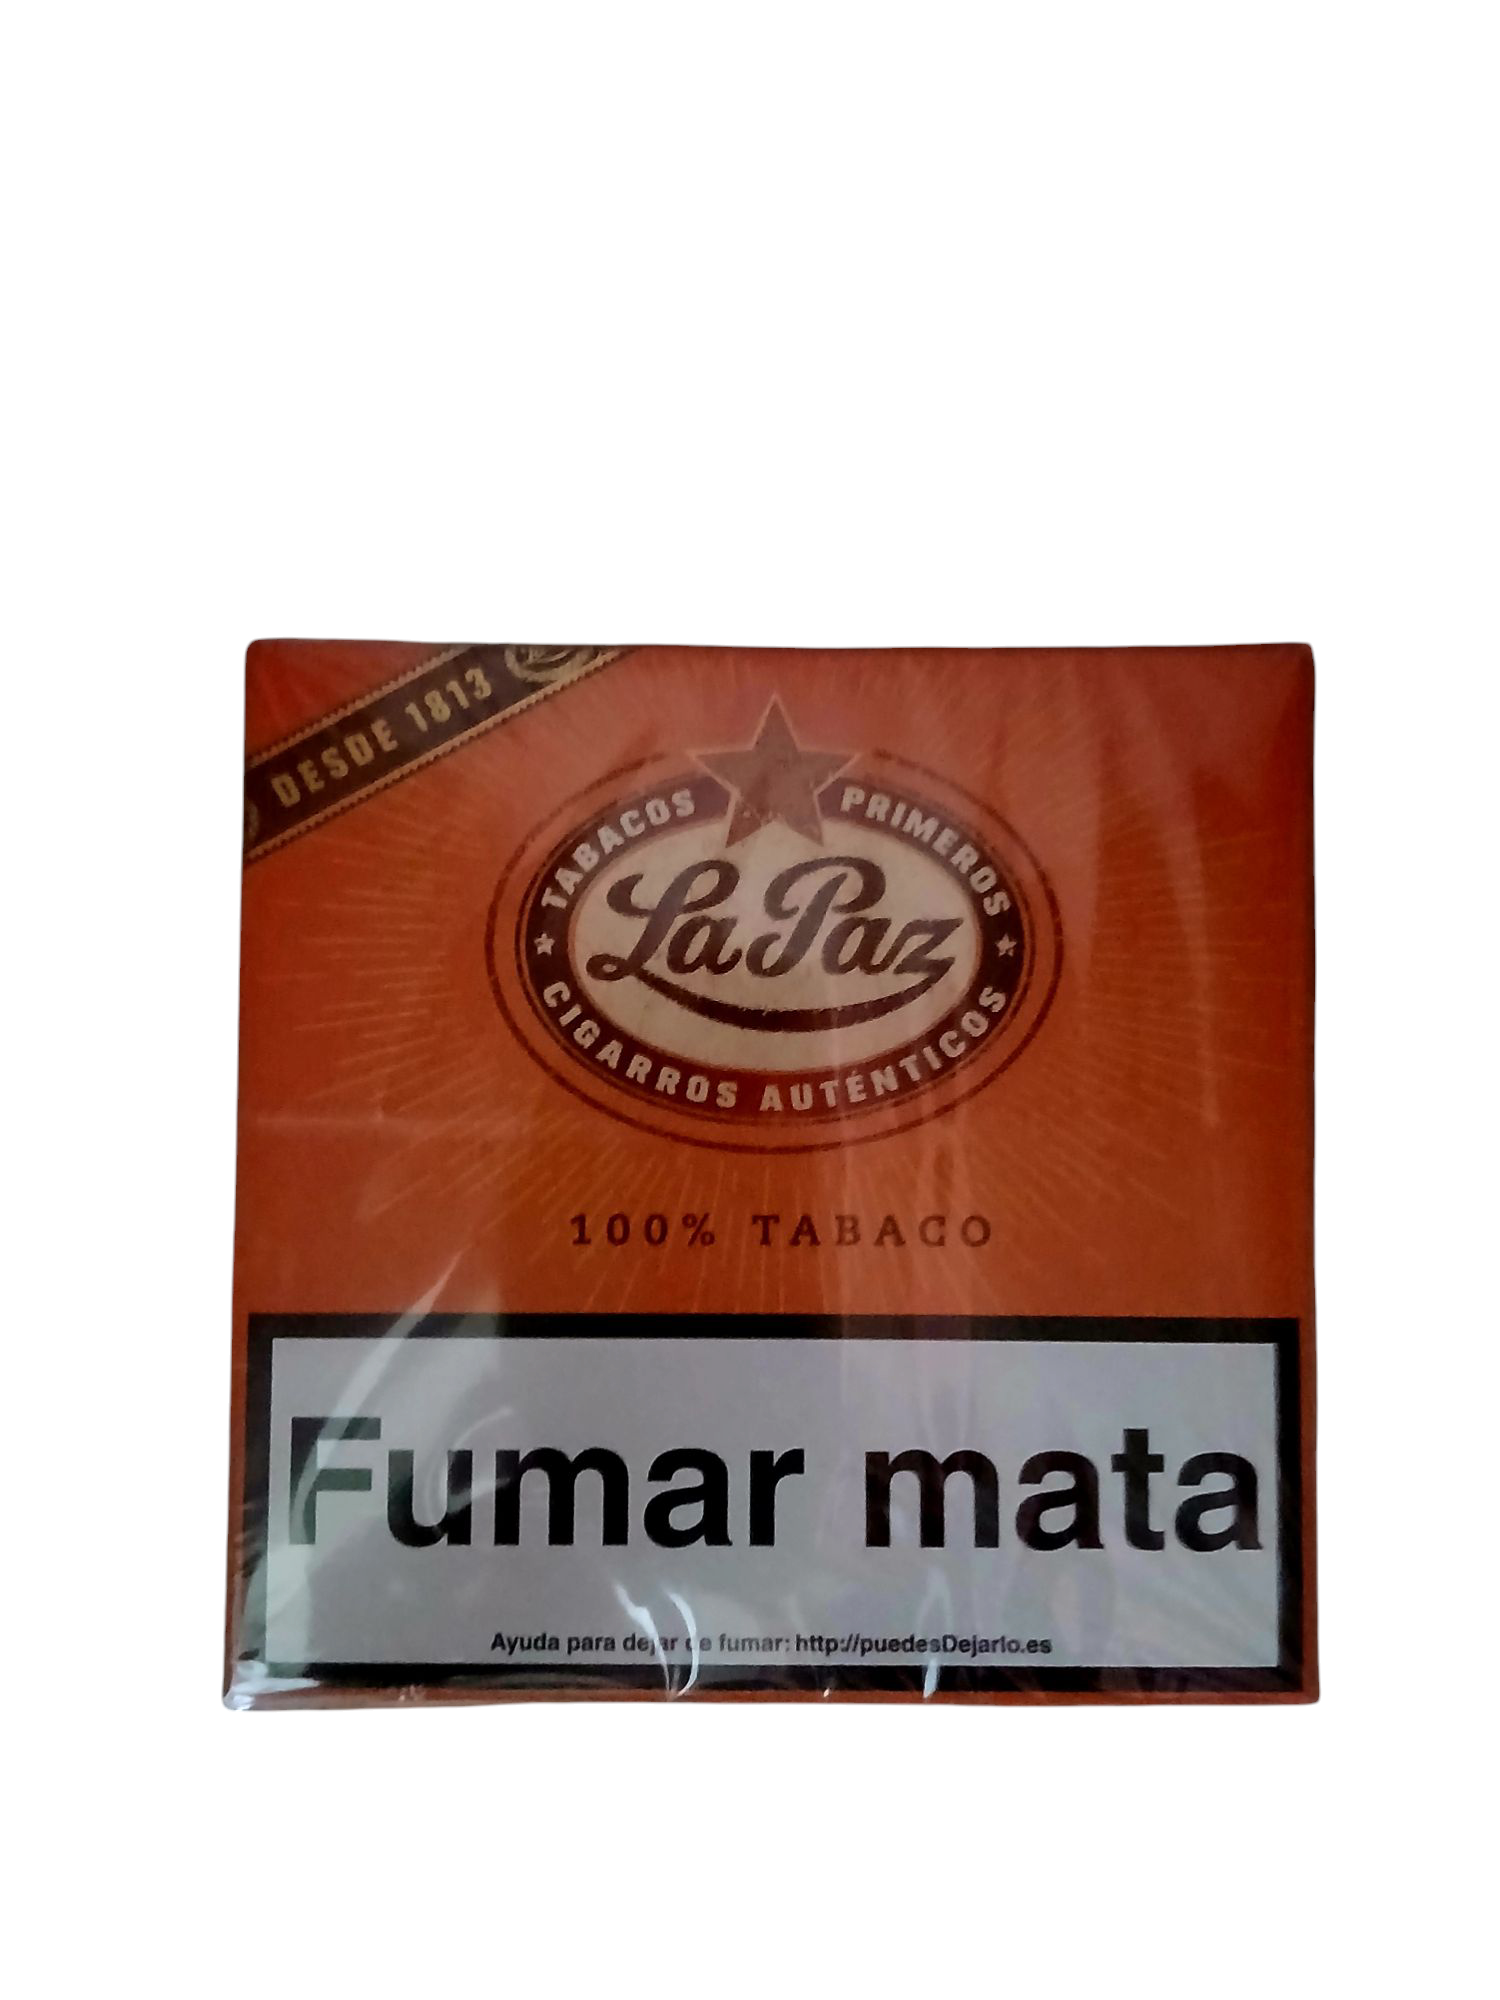 DESDE 1813
TABACOS PRIMEROS
La Paz
CIGARROS AUTÉNTICOS
100% TABACO
Fumar mata
Ayuda para dejar de fumar: http://puedesDejarlo.es